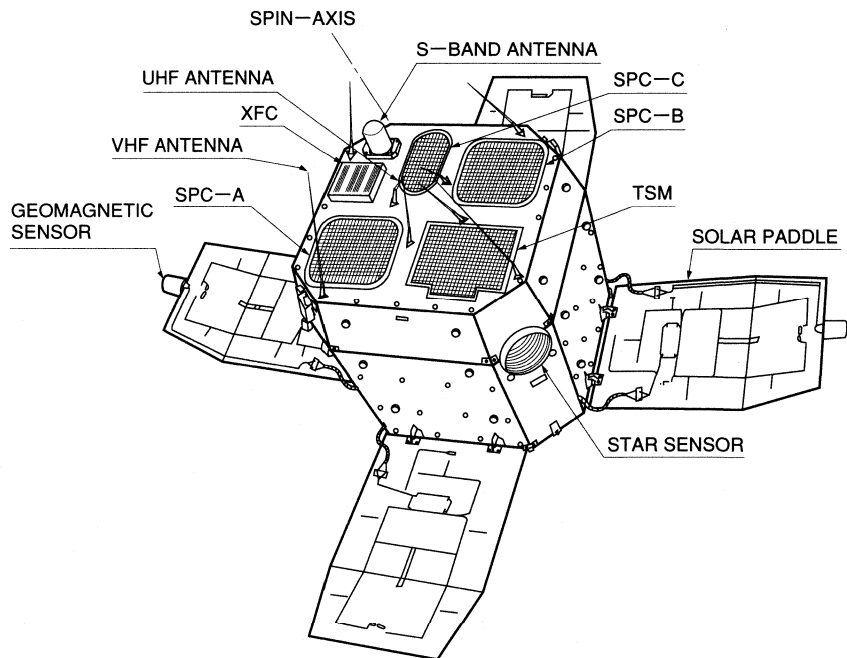 SPIN—AXIS
S—BAND ANTENNA
UHF ANTENNA
SPC—C
XFC
SPC—B
VHF ANTENNA
SPC—A
TSM
GEOMAGNETIC
SENSOR
SOLAR PADDLE
STAR SENSOR